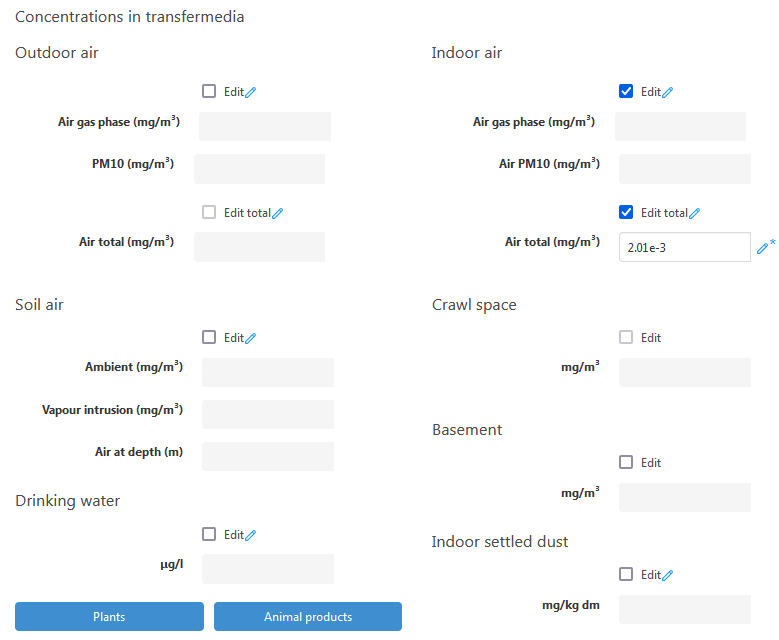 Concentrations in transfermedia
Outdoor air
Edit
Air gas phase (mg/m³)
PM10 (mg/m³)
Edit total
Air total (mg/m³)
Indoor air
Edit
Air gas phase (mg/m³)
Air PM10 (mg/m³)
Edit total
Air total (mg/m³) 2.01e-3 *
Soil air
Edit
Ambient (mg/m³)
Vapour intrusion (mg/m³)
Air at depth (m)
Crawl space
Edit
mg/m³
Basement
Edit
mg/m³
Drinking water
Edit
µg/l
Indoor settled dust
Edit
mg/kg dm
Plants
Animal products